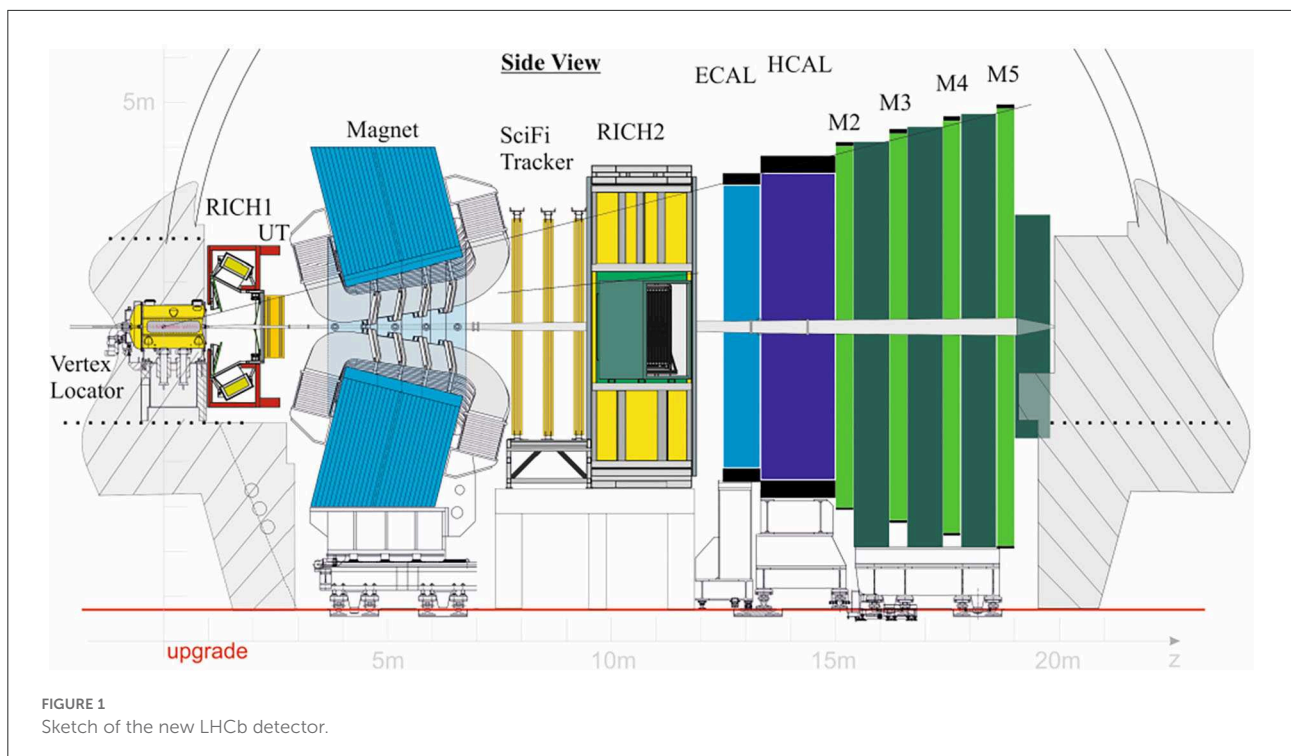 Side View
ECAL
HCAL
M5
M4
M3
M2
5m
Magnet
SciFi
Tracker
RICH2
RICH1
UT
Vertex
Locator
upgrade
5m
10m
15m
20m
z
FIGURE 1
Sketch of the new LHCb detector.